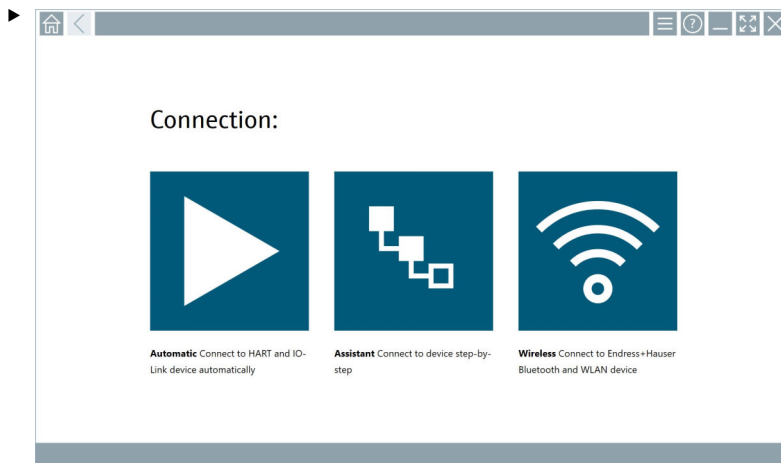 Connection:
Automatic Connect to HART and IO-
Link device automatically
Assistant Connect to device step-by-
step
Wireless Connect to Endress+Hauser
Bluetooth and WLAN device